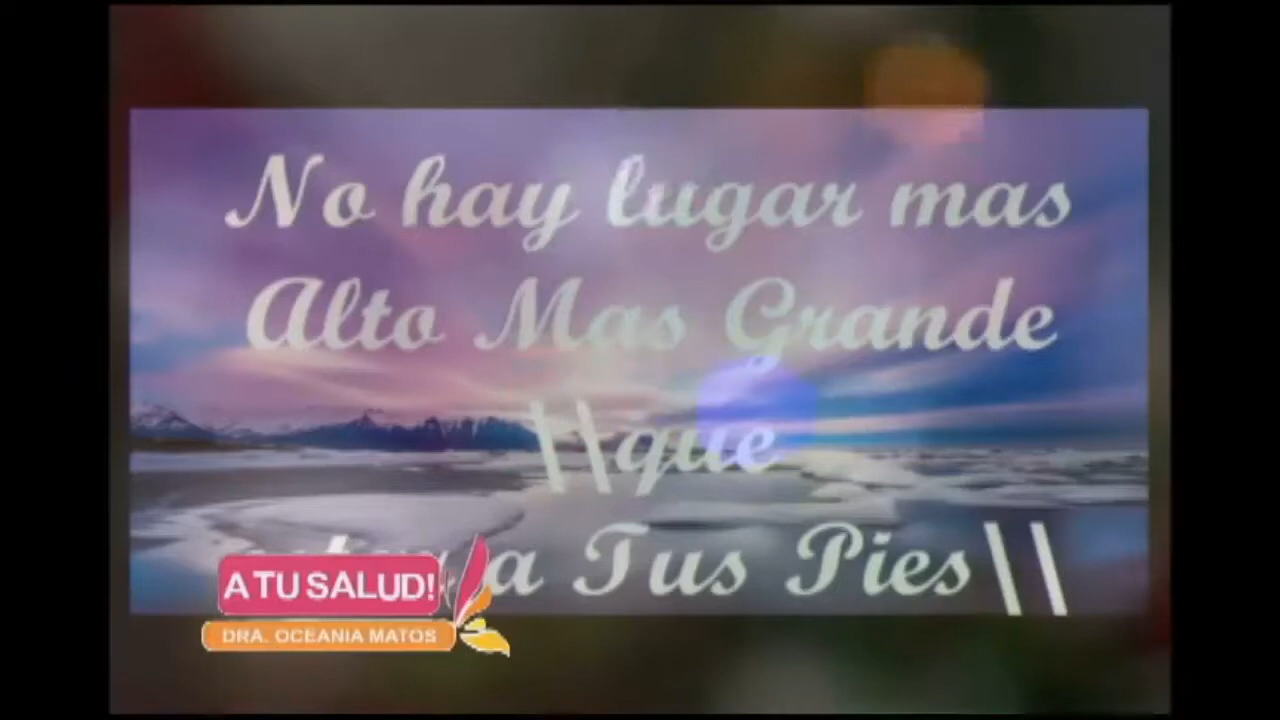 No hay lugar mas
Alto Mas Grande
\\que
a Tus Pies\\
A TU SALUD!
DRA. OCEANIA MATOS